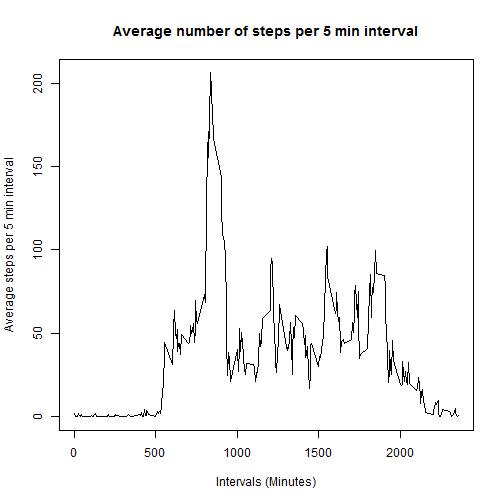 Average number of steps per 5 min interval
Average steps per 5 min interval
200
150
100
50
0
0 500 1000 1500 2000
Intervals (Minutes)